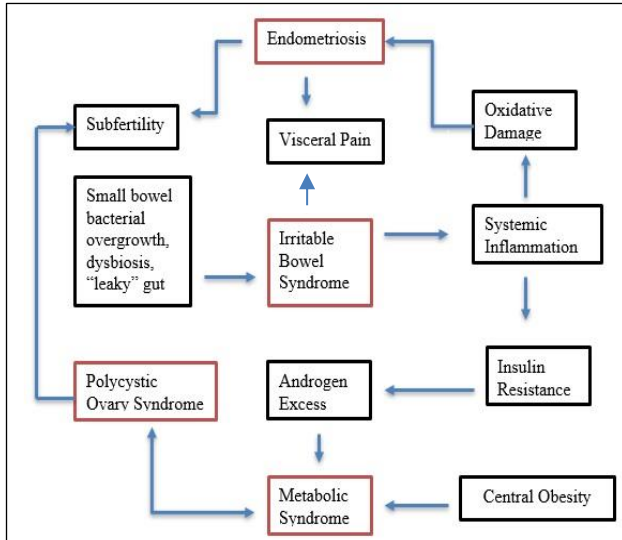 Endometriosis
Subfertility
Oxidative
Damage
Visceral Pain
Small bowel
bacterial
overgrowth,
dysbiosis,
“leaky” gut
Irritable
Bowel
Syndrome
Systemic
Inflammation
Polycystic
Ovary Syndrome
Androgen
Excess
Insulin
Resistance
Metabolic
Syndrome
Central Obesity